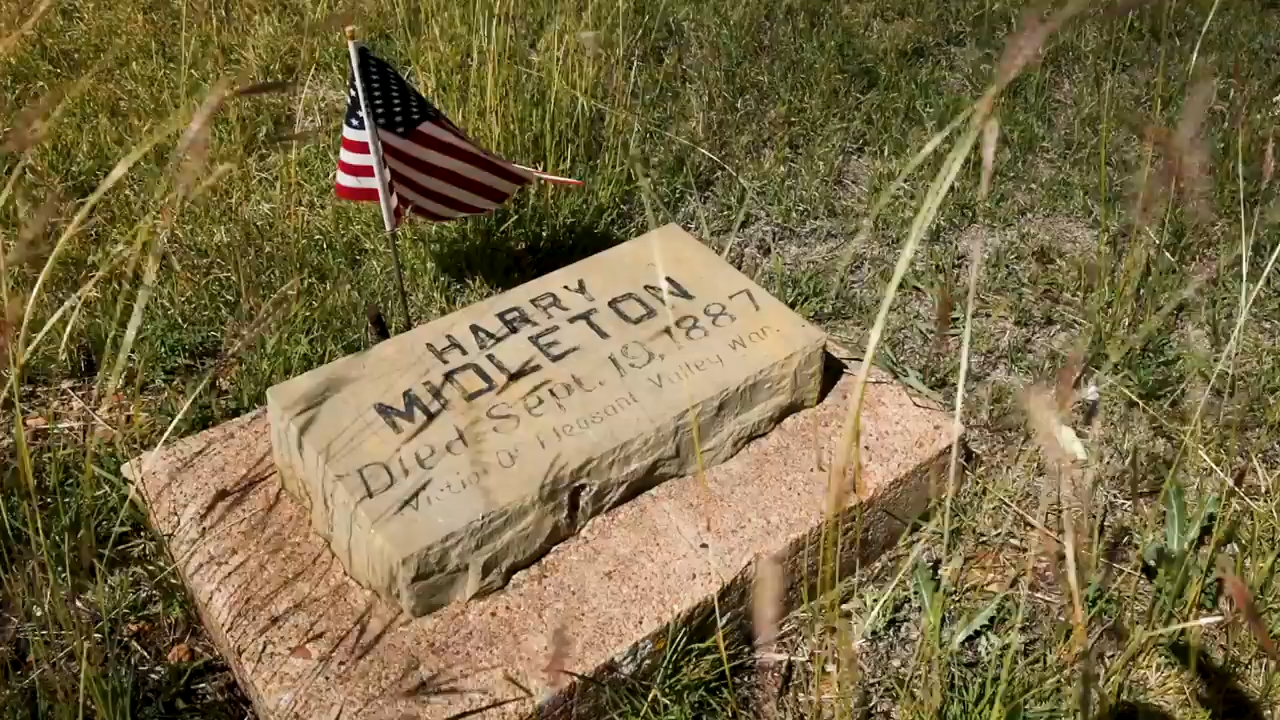 HARRY
MIDLETON
Died Sept. 19, 1887
Victim Of Pleasant Valley War.